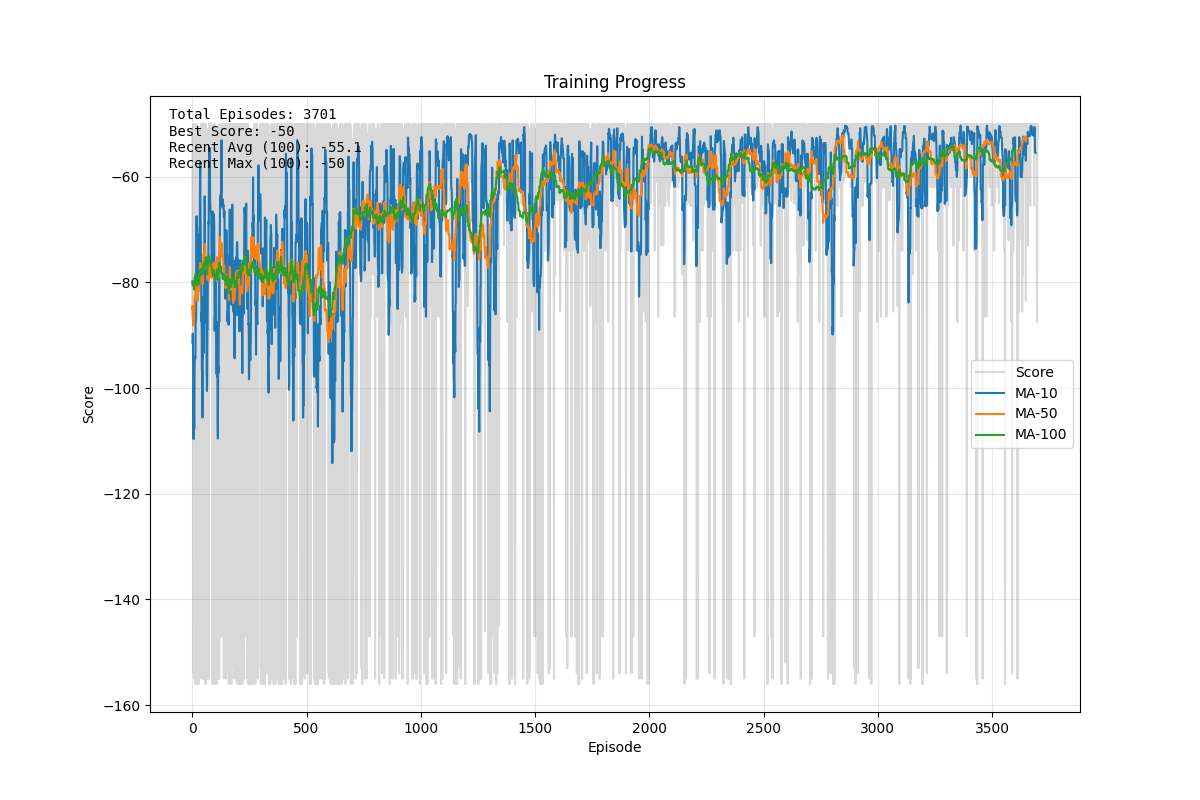 Training Progress
Total Episodes: 3701
Best Score: -50
Recent Avg (100): -55.1
Recent Max (100): -50
Score
−60
−80
−100
−120
−140
−160
Score
MA-10
MA-50
MA-100
0
500
1000
1500
2000
2500
3000
3500
Episode